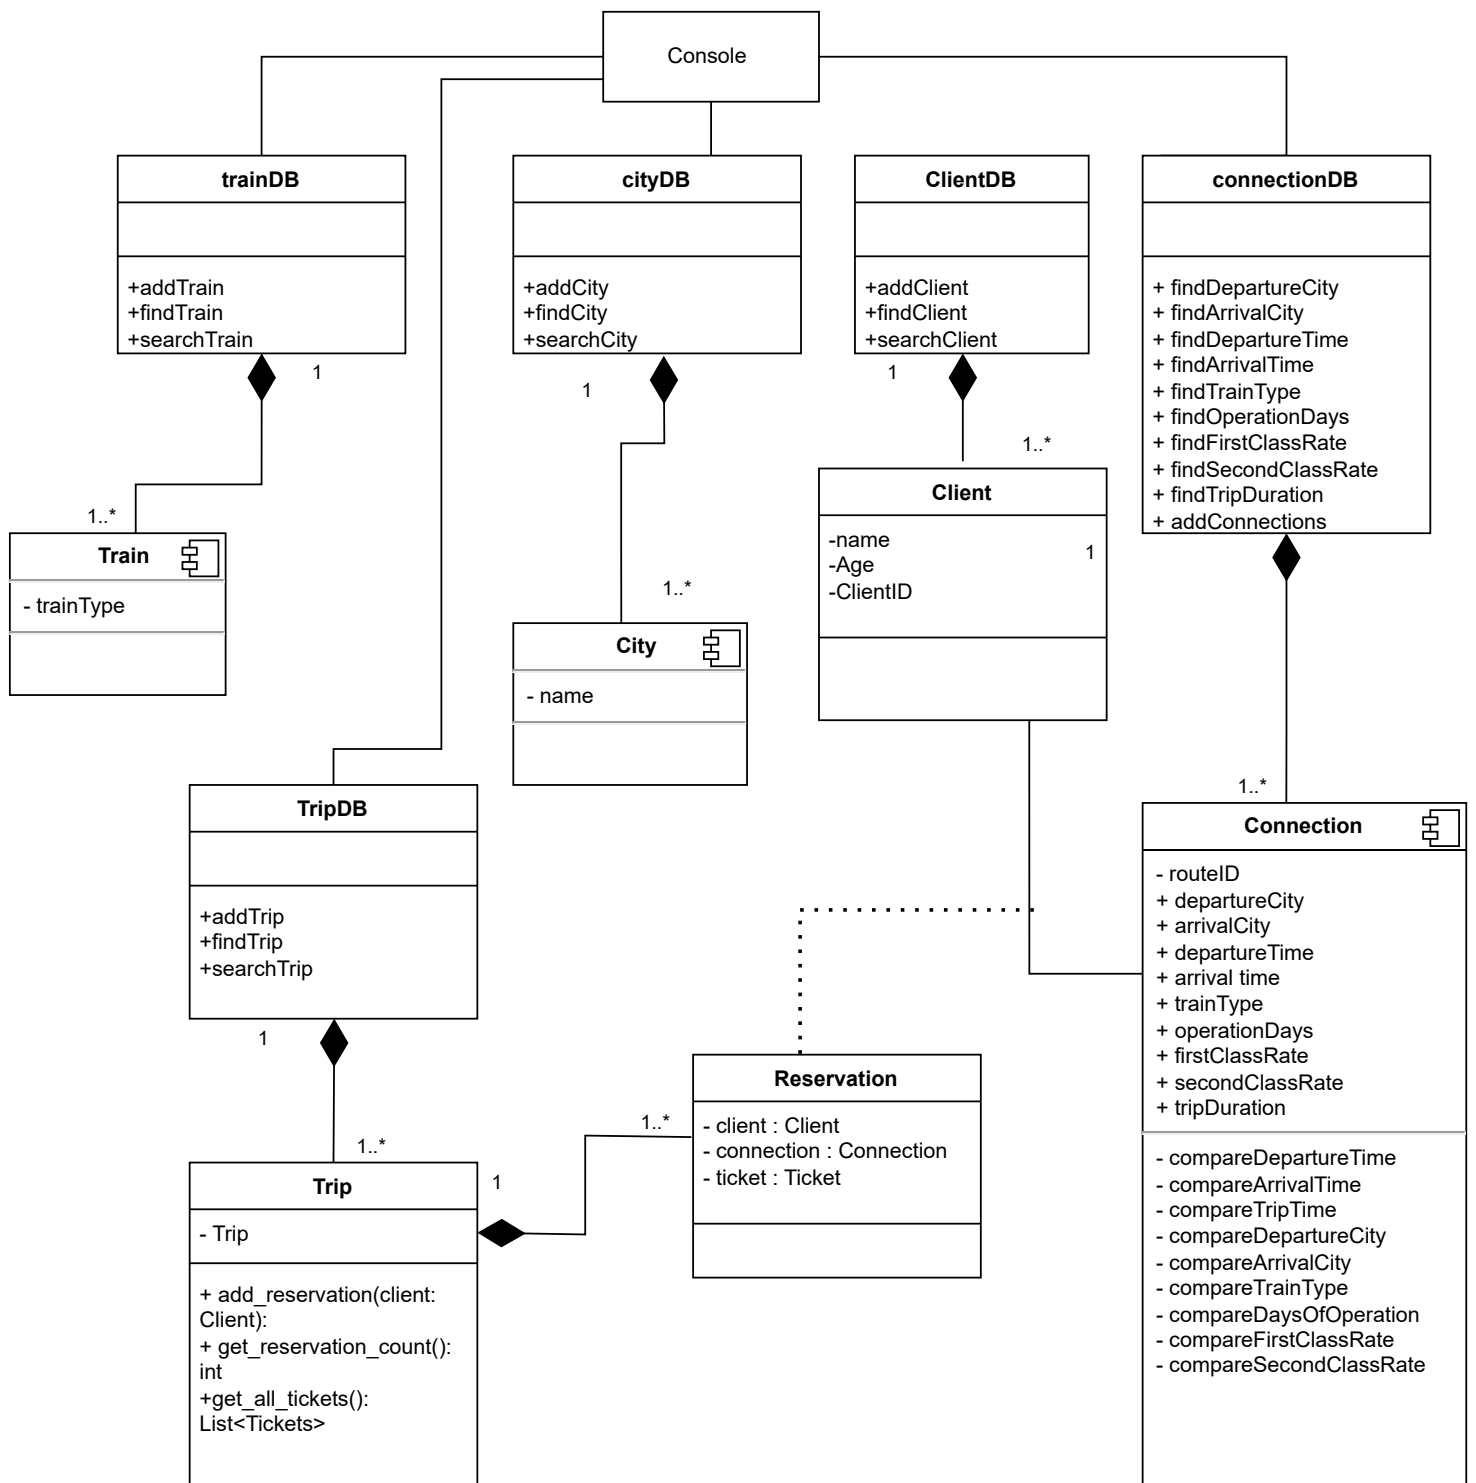 Console
trainDB
+addTrain
+findTrain
+searchTrain
1
cityDB
+addCity
+findCity
+searchCity
1
ClientDB
+addClient
+findClient
+searchClient
1
connectionDB
+ findDepartureCity
+ findArrivalCity
+ findDepartureTime
+ findArrivalTime
+ findTrainType
+ findOperationDays
+ findFirstClassRate
+ findSecondClassRate
+ findTripDuration
+ addConnections
1
1..*
Train
- trainType
1..*
City
- name
1..*
Client
-name
-Age
-ClientID
1..*
Connection
- routeID
+ departureCity
+ arrivalCity
+ departureTime
+ arrival time
+ trainType
+ operationDays
+ firstClassRate
+ secondClassRate
+ tripDuration
- compareDepartureTime
- compareArrivalTime
- compareTripTime
- compareDepartureCity
- compareArrivalCity
- compareTrainType
- compareDaysOfOperation
- compareFirstClassRate
- compareSecondClassRate
TripDB
+addTrip
+findTrip
+searchTrip
1
1..*
Trip
- Trip
+ add_reservation(client:
Client):
+ get_reservation_count():
int
+get_all_tickets():
List<Tickets>
1
1..*
Reservation
- client : Client
- connection : Connection
- ticket : Ticket